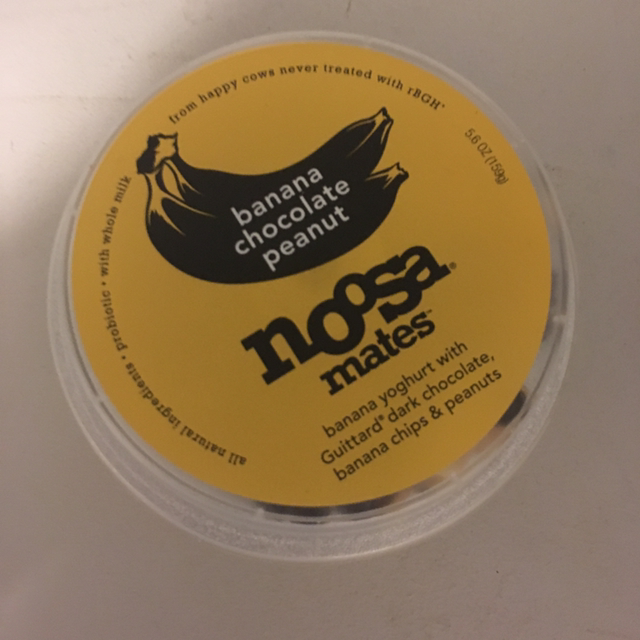 from happy cows never treated with rBGH*
5.6 OZ (159g)
all natural ingredients • probiotic • with whole milk
banana
chocolate
peanut
noosa®
mates™
banana yoghurt with
Guittard® dark chocolate,
banana chips & peanuts